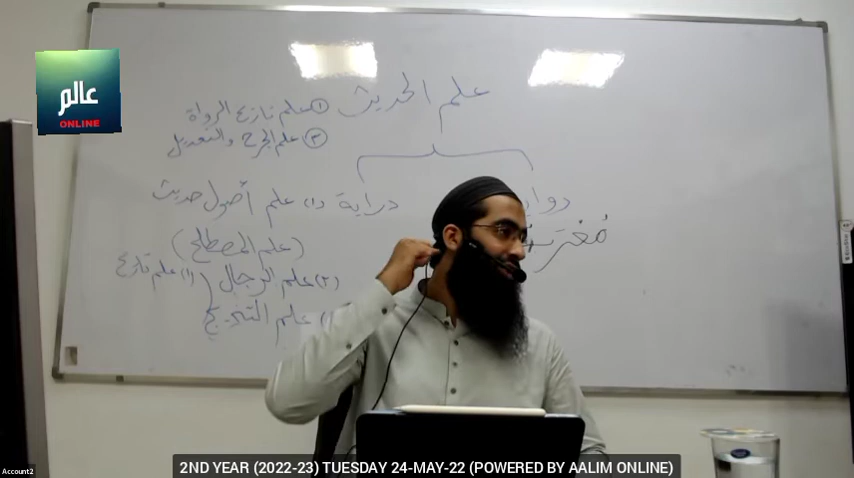 عالم
ONLINE
علم الحديث
① علم تاريخ الرواة
② علم الجرح والتعديل
دراية (١) علم أصول حديث
(علم المصطلح)
(٢) علم الرجال (١) علم تاريخ
علم التخريج
Account2
2ND YEAR (2022-23) TUESDAY 24-MAY-22 (POWERED BY AALIM ONLINE)